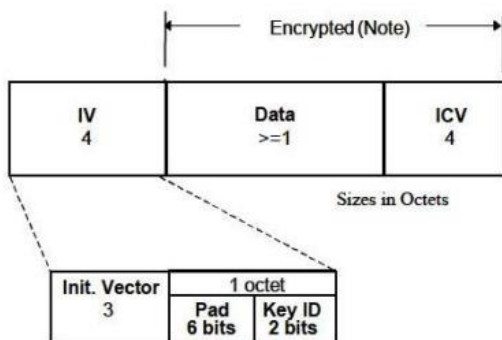 Encrypted (Note)
IV Data ICV
4 >=1 4
Sizes in Octets
Init. Vector 1 octet
3 Pad Key ID
6 bits 2 bits